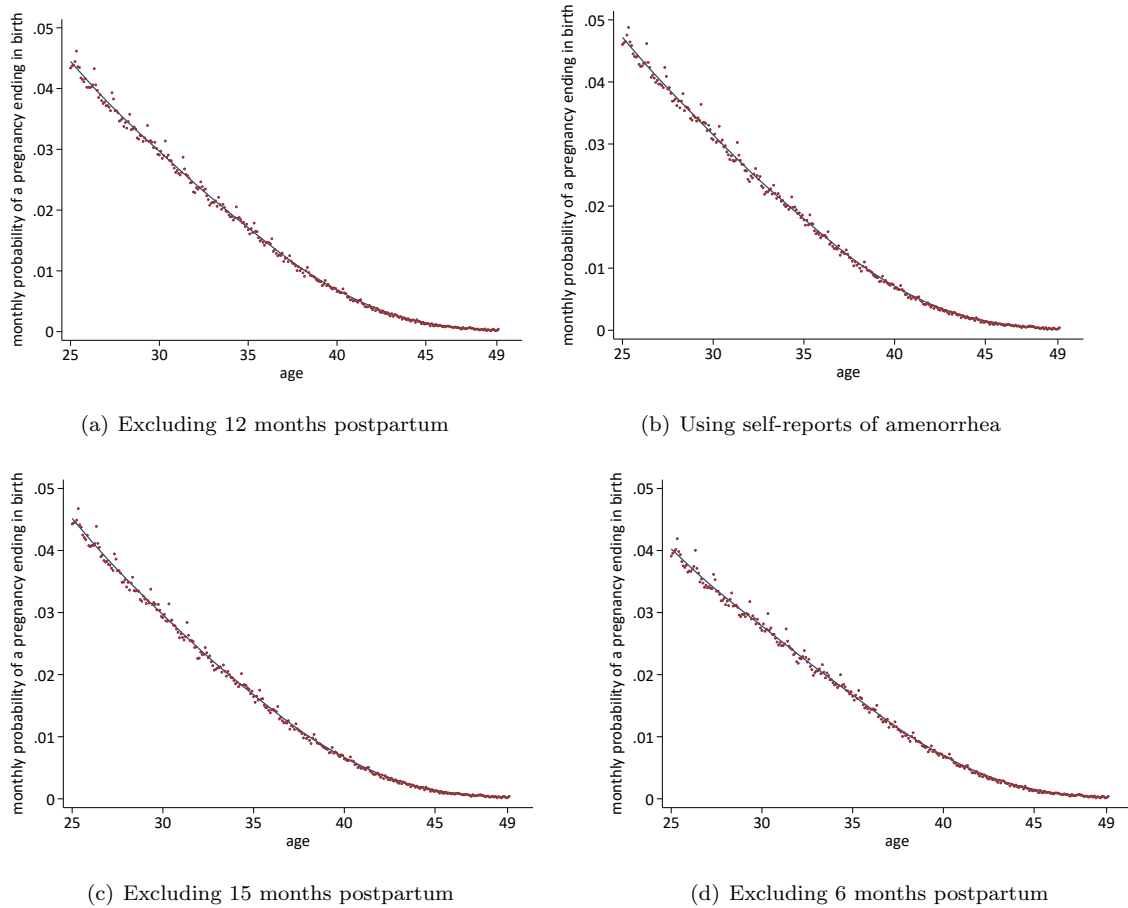 monthly probability of a pregnancy ending in birth
.05
.04
.03
.02
.01
0
25 30 35 40 45 49
age
(a) Excluding 12 months postpartum
monthly probability of a pregnancy ending in birth
.05
.04
.03
.02
.01
0
25 30 35 40 45 49
age
(b) Using self-reports of amenorrhea
monthly probability of a pregnancy ending in birth
.05
.04
.03
.02
.01
0
25 30 35 40 45 49
age
(c) Excluding 15 months postpartum
monthly probability of a pregnancy ending in birth
.05
.04
.03
.02
.01
0
25 30 35 40 45 49
age
(d) Excluding 6 months postpartum